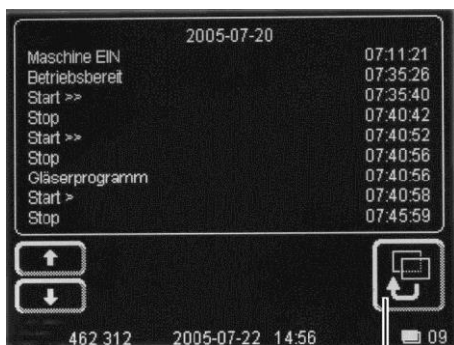 2005-07-20
Maschine EIN 07:11:21
Betriebsbereit 07:35:26
Start >> 07:35:40
Stop 07:40:42
Start >> 07:40:52
Stop 07:40:56
Gläserprogramm 07:40:56
Start > 07:40:58
Stop 07:45:59
462 312 2005-07-22 14:56 09